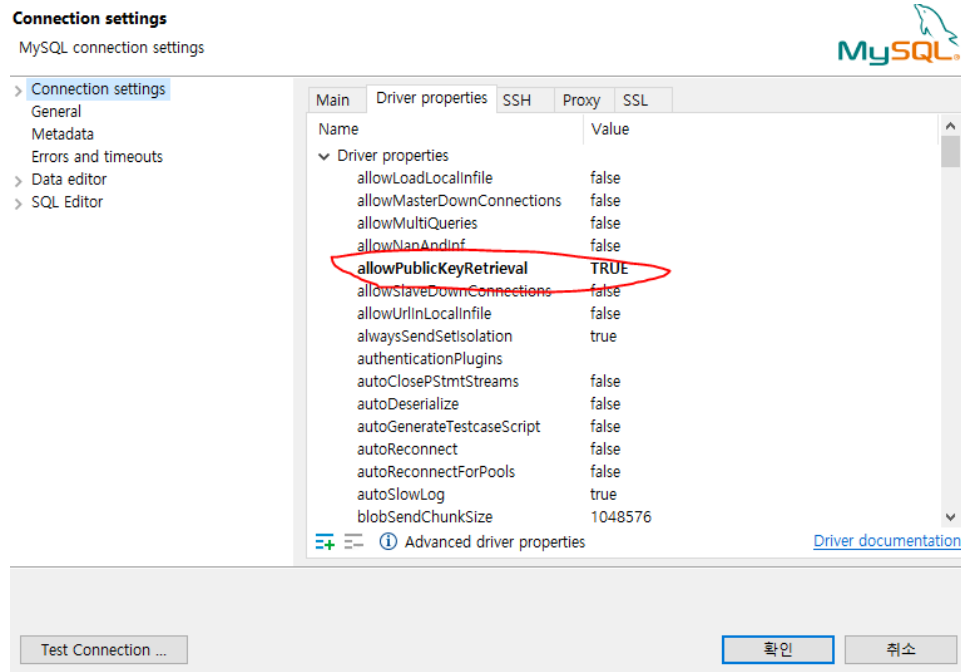 Connection settings
MySQL connection settings
MySQL
Connection settings
General
Metadata
Errors and timeouts
Data editor
SQL Editor
Main Driver properties SSH Proxy SSL
Name Value
Driver properties
allowLoadLocalInfile false
allowMasterDownConnections false
allowMultiQueries false
allowNanAndInf false
allowPublicKeyRetrieval TRUE
allowSlaveDownConnections false
allowUrlInLocalInfile false
alwaysSendSetIsolation true
authenticationPlugins
autoClosePStmtStreams false
autoDeserialize false
autoGenerateTestcaseScript false
autoReconnect false
autoReconnectForPools false
autoSlowLog true
blobSendChunkSize 1048576
Advanced driver properties Driver documentation
Test Connection ... 확인 취소